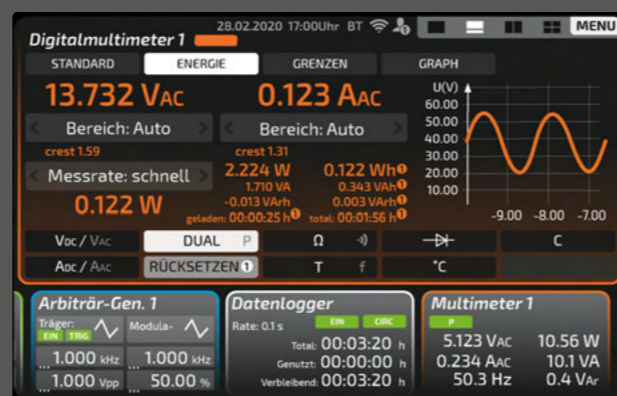 28.02.2020 17:00Uhr BT MENU
Digitalmultimeter 1
STANDARD ENERGIE GRENZEN GRAPH
13.732 VAC 0.123 AAC
< Bereich: Auto > < Bereich: Auto >
crest 1.59 crest 1.31
< Messrate: schnell >
2.224 W 0.122 Wh
1.710 VA 0.343 VAh
-0.013 VArh 0.003 VArh
0.122 W
geladen: 00:00:25 h total: 00:01:56 h
U(V)
60.00
50.00
40.00
30.00
20.00
10.00
-9.00 -8.00 -7.00
VDC / VAC DUAL P Ω C
ADC / AAC RÜCKSETZEN 1 T f °C
Arbiträr-Gen. 1
Träger: Modula-
EIN TRIG
1.000 kHz 1.000 kHz
1.000 Vpp 50.00 %
Datenlogger
Rate: 0.1 s EIN CIRC
Total: 00:03:20 h
Genutzt: 00:00:00 h
Verbleibend: 00:03:20 h
Multimeter 1
P
5.123 VAC 10.56 W
0.234 AAC 10.1 VA
50.3 Hz 0.4 VAr